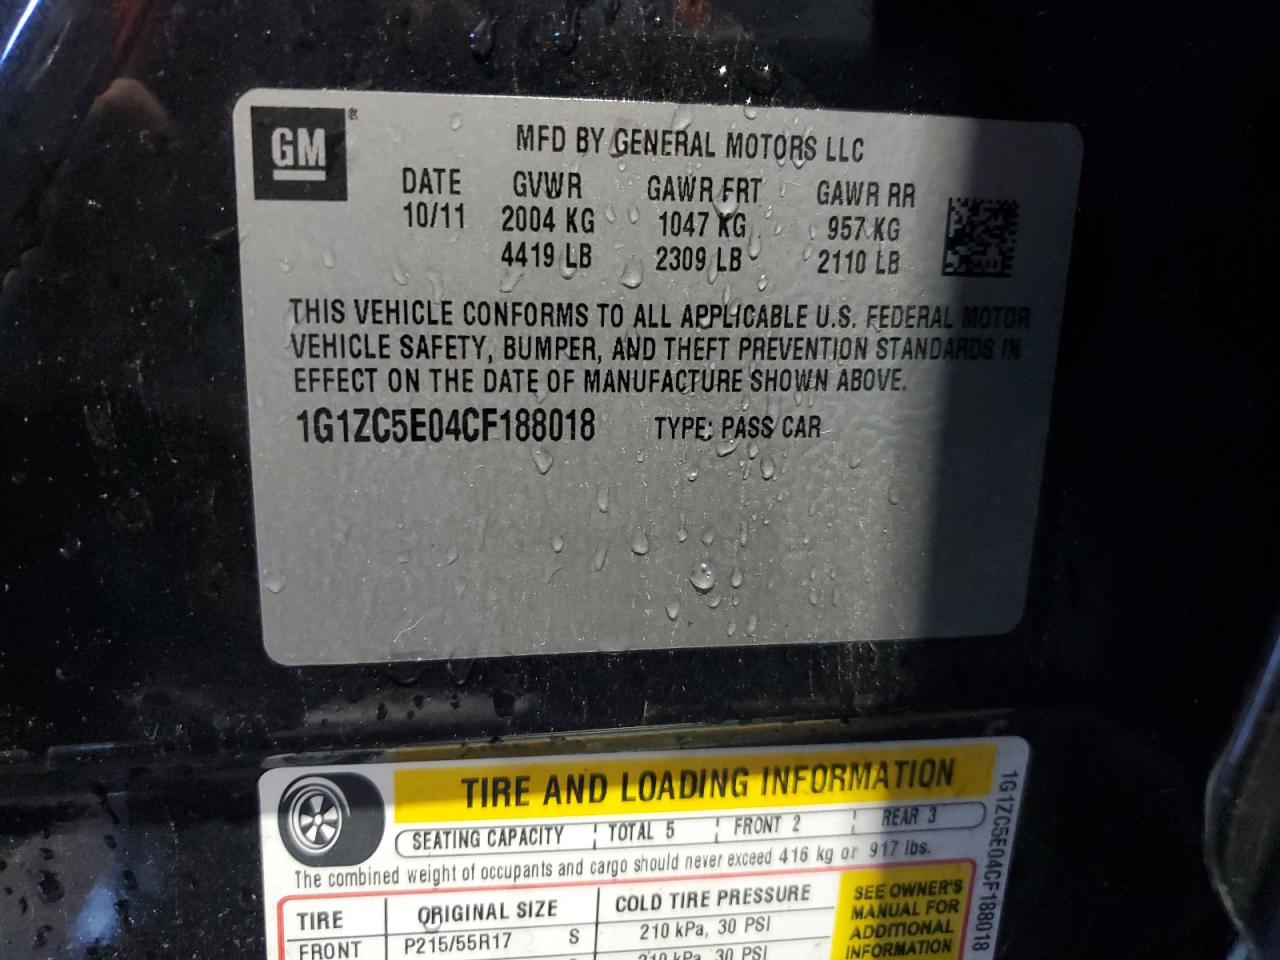 GM®
MFD BY GENERAL MOTORS LLC
DATE GVWR GAWR FRT GAWR RR
10/11 2004 KG 1047 KG 957 KG
4419 LB 2309 LB 2110 LB
THIS VEHICLE CONFORMS TO ALL APPLICABLE U.S. FEDERAL MOTOR
VEHICLE SAFETY, BUMPER, AND THEFT PREVENTION STANDARDS IN
EFFECT ON THE DATE OF MANUFACTURE SHOWN ABOVE.
1G1ZC5E04CF188018 TYPE: PASS CAR
TIRE AND LOADING INFORMATION
SEATING CAPACITY TOTAL 5 FRONT 2 REAR 3
The combined weight of occupants and cargo should never exceed 416 kg or 917 lbs.
TIRE ORIGINAL SIZE COLD TIRE PRESSURE
FRONT P215/55R17 S 210 kPa, 30 PSI
210 kPa, 30 PSI
SEE OWNER'S
MANUAL FOR
ADDITIONAL
INFORMATION
1G1ZC5E04CF188018